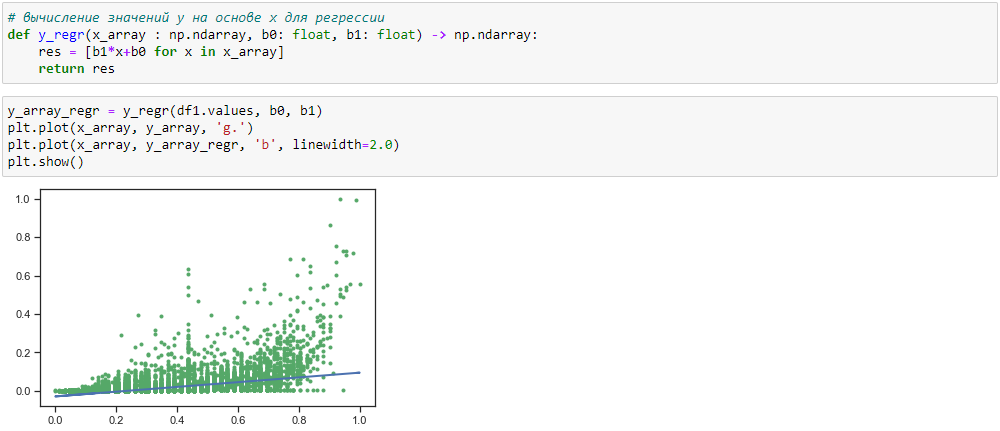 # вычисление значений y на основе x для регрессии
def y_regr(x_array : np.ndarray, b0: float, b1: float) -> np.ndarray:
    res = [b1*x+b0 for x in x_array]
    return res
y_array_regr = y_regr(df1.values, b0, b1)
plt.plot(x_array, y_array, 'g.')
plt.plot(x_array, y_array_regr, 'b', linewidth=2.0)
plt.show()
1.0
0.8
0.6
0.4
0.2
0.0
0.0 0.2 0.4 0.6 0.8 1.0